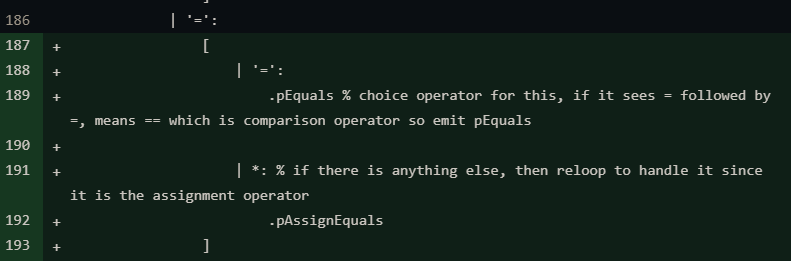 186 | '=':
187 + [
188 + | '=':
189 + .pEquals % choice operator for this, if it sees = followed by
=, means == which is comparison operator so emit pEquals
190 +
191 + | *: % if there is anything else, then reloop to handle it since
it is the assignment operator
192 + .pAssignEquals
193 + ]